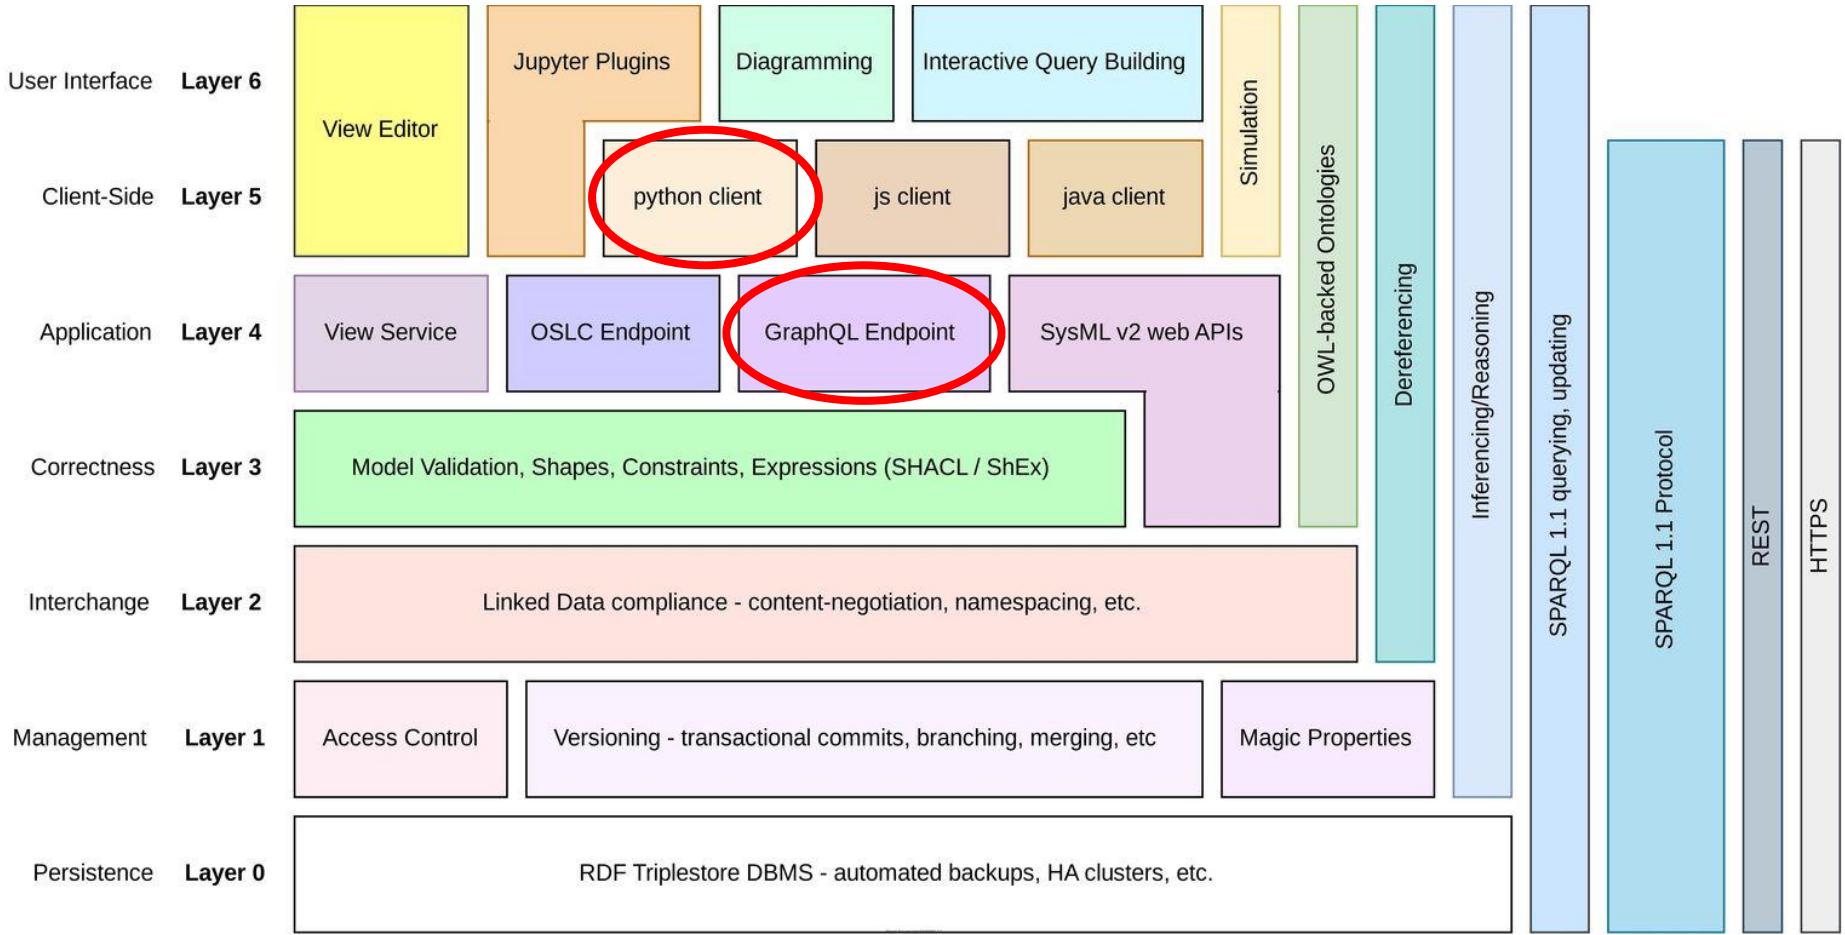 User Interface Layer 6
View Editor
Jupyter Plugins
Diagramming
Interactive Query Building
Client-Side Layer 5
python client
js client
java client
Simulation
Application Layer 4
View Service
OSLC Endpoint
GraphQL Endpoint
SysML v2 web APIs
Correctness Layer 3
Model Validation, Shapes, Constraints, Expressions (SHACL / ShEx)
Interchange Layer 2
Linked Data compliance - content-negotiation, namespacing, etc.
Management Layer 1
Access Control
Versioning - transactional commits, branching, merging, etc
Magic Properties
Persistence Layer 0
RDF Triplestore DBMS - automated backups, HA clusters, etc.
OWL-backed Ontologies
Dereferencing
Inferencing/Reasoning
SPARQL 1.1 querying, updating
SPARQL 1.1 Protocol
REST
HTTPS